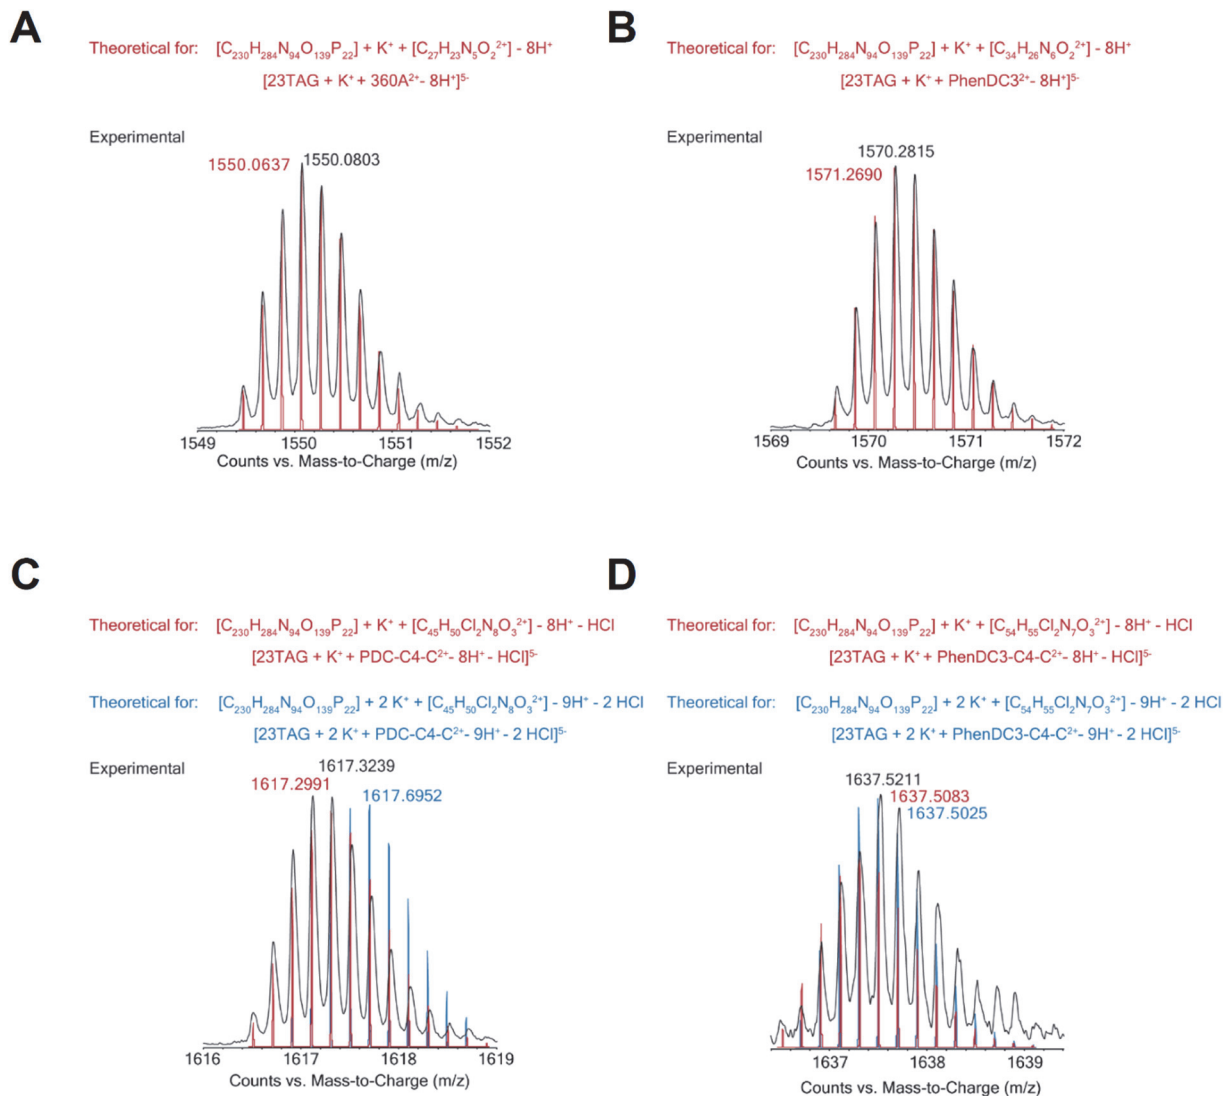 A
Theoretical for: [C₂₃₀H₂₈₄N₉₄O₁₃₉P₂₂] + K⁺ + [C₂₇H₂₃N₅O₂²⁺] - 8H⁺
[23TAG + K⁺ + 360A²⁺- 8H⁺]⁵⁻
Experimental
1550.0637 1550.0803
1549 1550 1551 1552
Counts vs. Mass-to-Charge (m/z)
B
Theoretical for: [C₂₃₀H₂₈₄N₉₄O₁₃₉P₂₂] + K⁺ + [C₃₄H₂₆N₆O₂²⁺] - 8H⁺
[23TAG + K⁺ + PhenDC3²⁺- 8H⁺]⁵⁻
Experimental
1570.2815
1571.2690
1569 1570 1571 1572
Counts vs. Mass-to-Charge (m/z)
C
Theoretical for: [C₂₃₀H₂₈₄N₉₄O₁₃₉P₂₂] + K⁺ + [C₄₅H₅₀Cl₂N₈O₃²⁺] - 8H⁺ - HCl
[23TAG + K⁺ + PDC-C4-C²⁺- 8H⁺ - HCl]⁵⁻
Theoretical for: [C₂₃₀H₂₈₄N₉₄O₁₃₉P₂₂] + 2 K⁺ + [C₄₅H₅₀Cl₂N₈O₃²⁺] - 9H⁺ - 2 HCl
[23TAG + 2 K⁺ + PDC-C4-C²⁺- 9H⁺ - 2 HCl]⁵⁻
Experimental
1617.3239
1617.2991
1617.6952
1616 1617 1618 1619
Counts vs. Mass-to-Charge (m/z)
D
Theoretical for: [C₂₃₀H₂₈₄N₉₄O₁₃₉P₂₂] + K⁺ + [C₅₄H₅₅Cl₂N₇O₃²⁺] - 8H⁺ - HCl
[23TAG + K⁺ + PhenDC3-C4-C²⁺- 8H⁺ - HCl]⁵⁻
Theoretical for: [C₂₃₀H₂₈₄N₉₄O₁₃₉P₂₂] + 2 K⁺ + [C₅₄H₅₅Cl₂N₇O₃²⁺] - 9H⁺ - 2 HCl
[23TAG + 2 K⁺ + PhenDC3-C4-C²⁺- 9H⁺ - 2 HCl]⁵⁻
Experimental
1637.5211
1637.5083
1637.5025
1637 1638 1639
Counts vs. Mass-to-Charge (m/z)